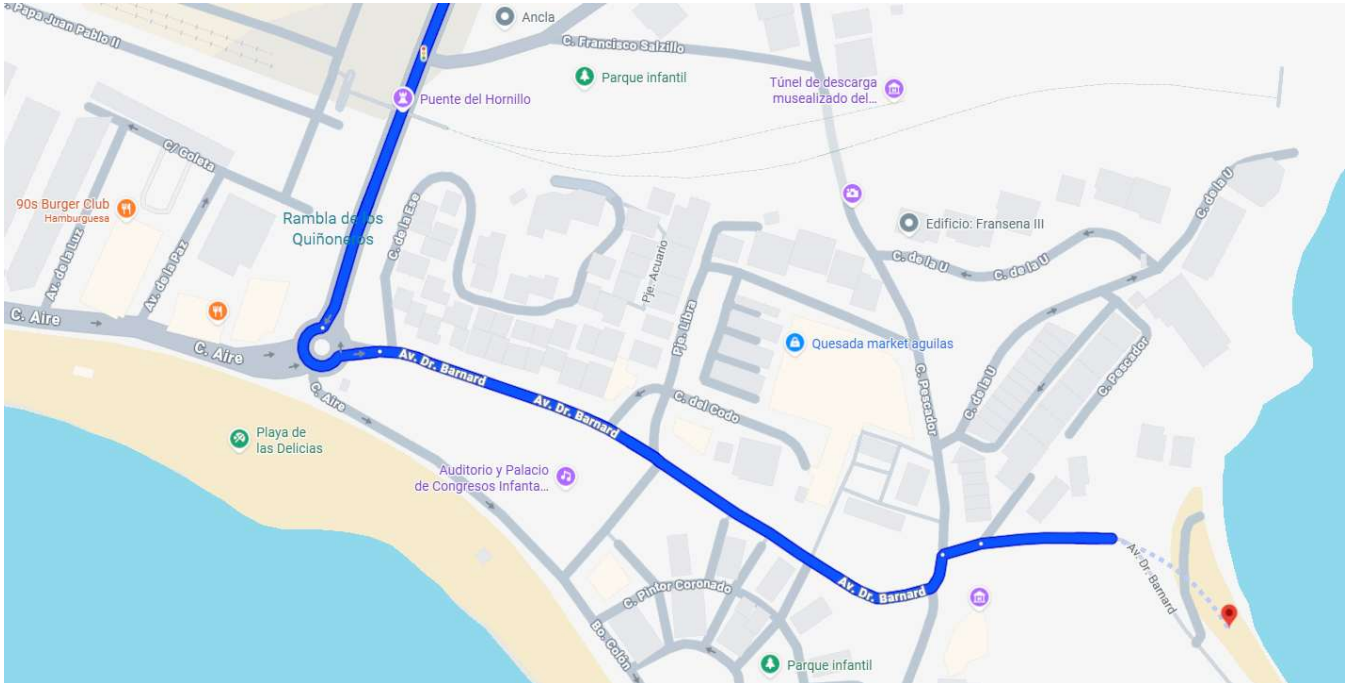 C. Papa Juan Pablo II
Ancla
C. Francisco Salzillo
Parque infantil
Túnel de descarga
musealizado del...
Puente del Hornillo
C/ Goleta
90s Burger Club
Hamburguesa
Rambla de los
Quiñoneros
C. de la Ese
Av. de la Luz
Av. de la Paz
Pje. Acuario
Edificio: Fransena III
C. de la U
C. de la U
C. de la U
C. Aire
C. Aire
Pje. Libra
Quesada market aguilas
Av. Dr. Barnard
C. Aire
Av. Dr. Barnard
C. del Codo
C. Pescador
C. de la U
C. Pescador
Playa de
las Delicias
Auditorio y Palacio
de Congresos Infanta...
Av. Dr. Barnard
Av. Dr. Barnard
C. Pintor Coronado
Bo. Colón
Parque infantil